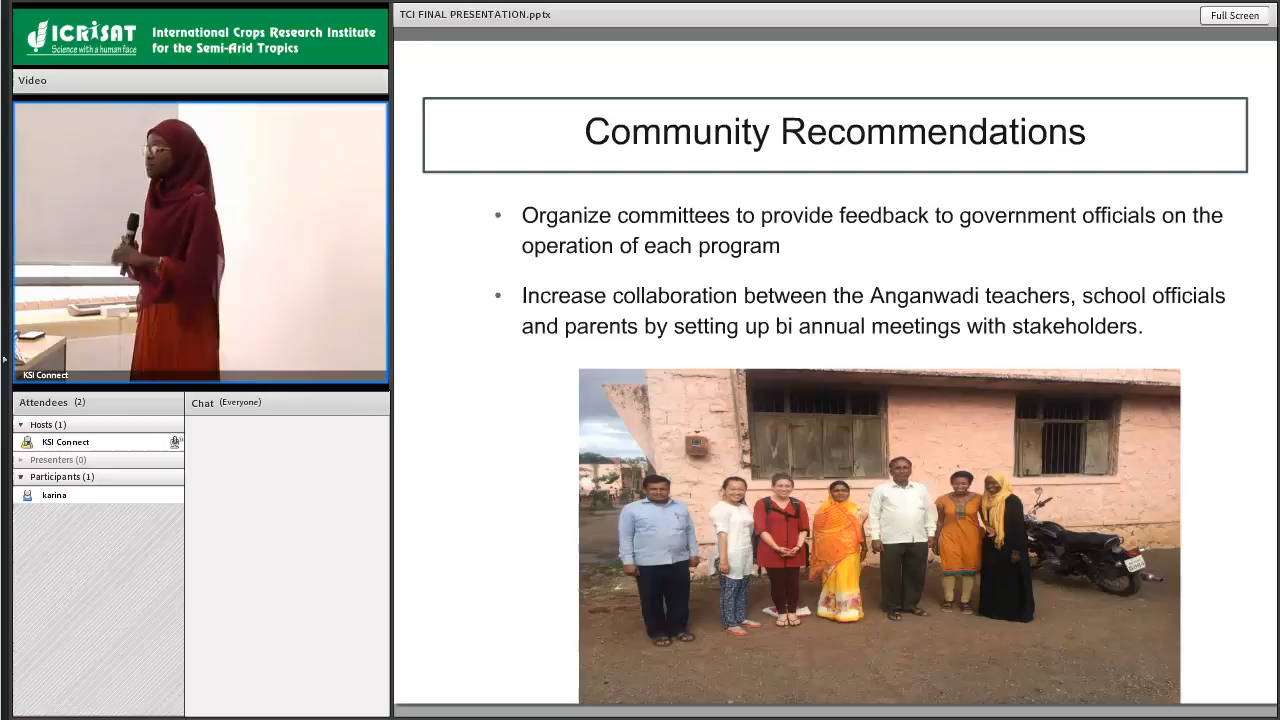 TCI FINAL PRESENTATION.pptx
Full Screen
ICRISAT
Science with a human face
International Crops Research Institute
for the Semi-Arid Tropics
Video
KSI Connect
Attendees (2)
Hosts (1)
KSI Connect
Presenters (0)
Participants (1)
karina
Chat (Everyone)
Community Recommendations
• Organize committees to provide feedback to government officials on the
operation of each program
• Increase collaboration between the Anganwadi teachers, school officials
and parents by setting up bi annual meetings with stakeholders.